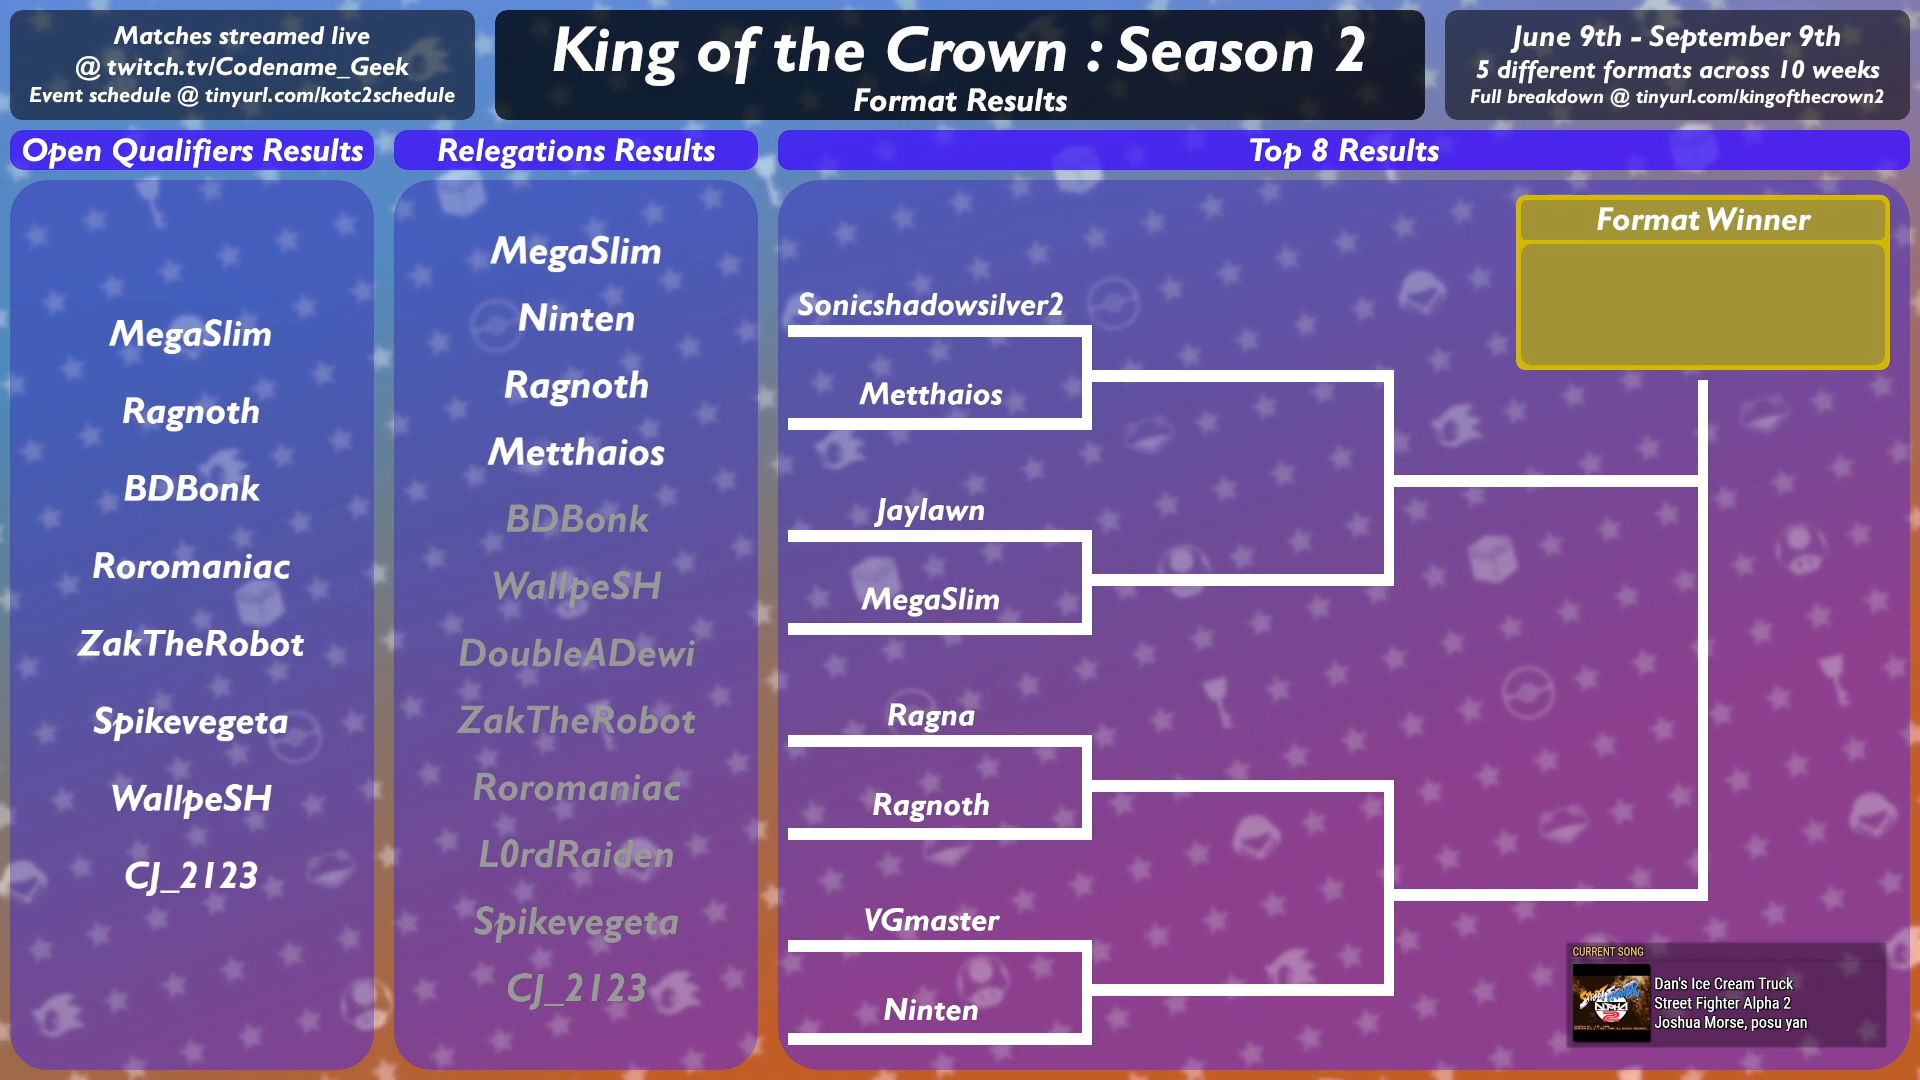 Matches streamed live
@ twitch.tv/Codename_Geek
Event schedule @ tinyurl.com/kotc2schedule
King of the Crown : Season 2
Format Results
June 9th - September 9th
5 different formats across 10 weeks
Full breakdown @ tinyurl.com/kingofthecrown2
Open Qualifiers Results
MegaSlim
Ragnoth
BDBonk
Roromaniac
ZakTheRobot
Spikevegeta
WallpeSH
CJ_2123
Relegations Results
MegaSlim
Ninten
Ragnoth
Metthaios
BDBonk
WallpeSH
DoubleADewi
ZakTheRobot
Roromaniac
L0rdRaiden
Spikevegeta
CJ_2123
Top 8 Results
Format Winner
Sonicshadowsilver2
Metthaios
Jaylawn
MegaSlim
Ragna
Ragnoth
VGmaster
Ninten
CURRENT SONG
Dan's Ice Cream Truck
Street Fighter Alpha 2
Joshua Morse, posu yan